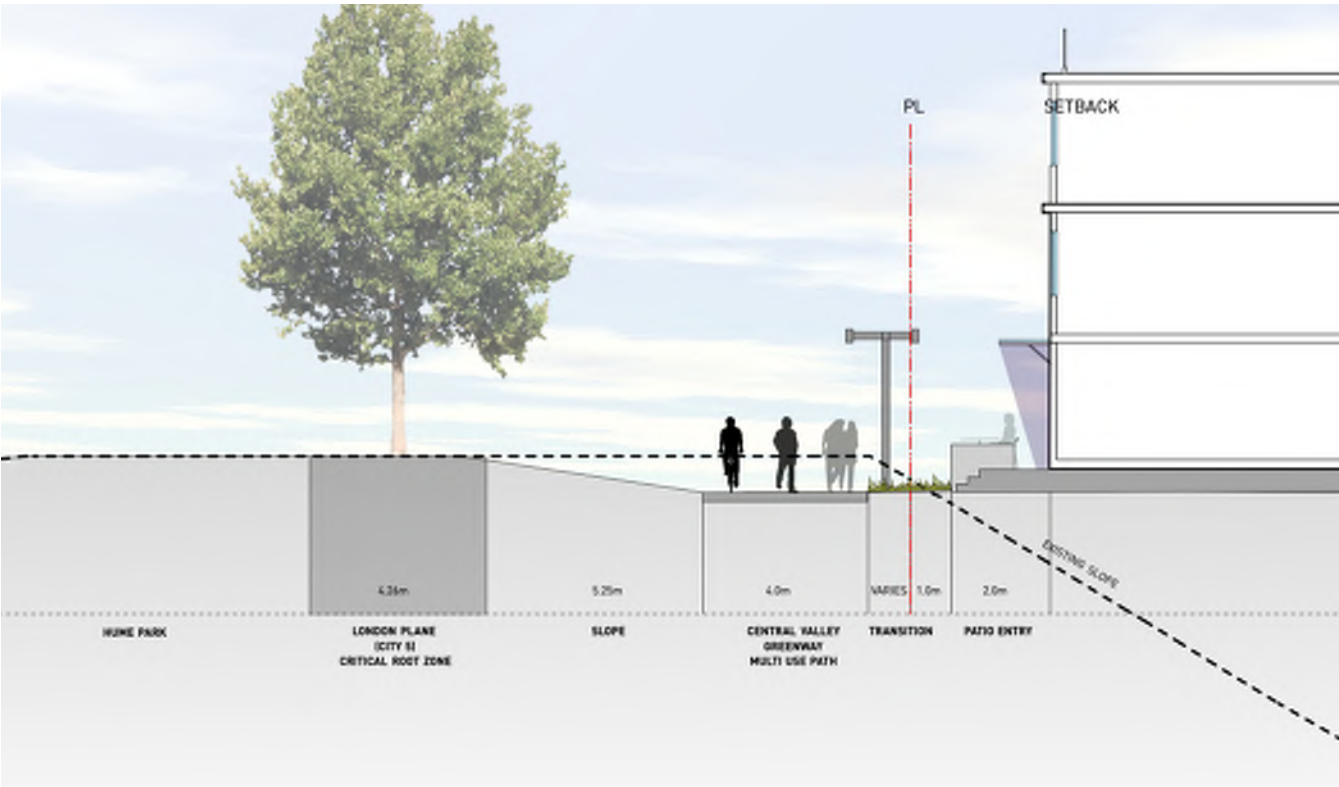 PL
SETBACK
EXISTING SLOPE
4.26m
5.25m
4.0m
VARIES
1.0m
2.0m
HUME PARK
LONDON PLANE
(CITY 5)
CRITICAL ROOT ZONE
SLOPE
CENTRAL VALLEY
GREENWAY
MULTI USE PATH
TRANSITION
PATIO ENTRY